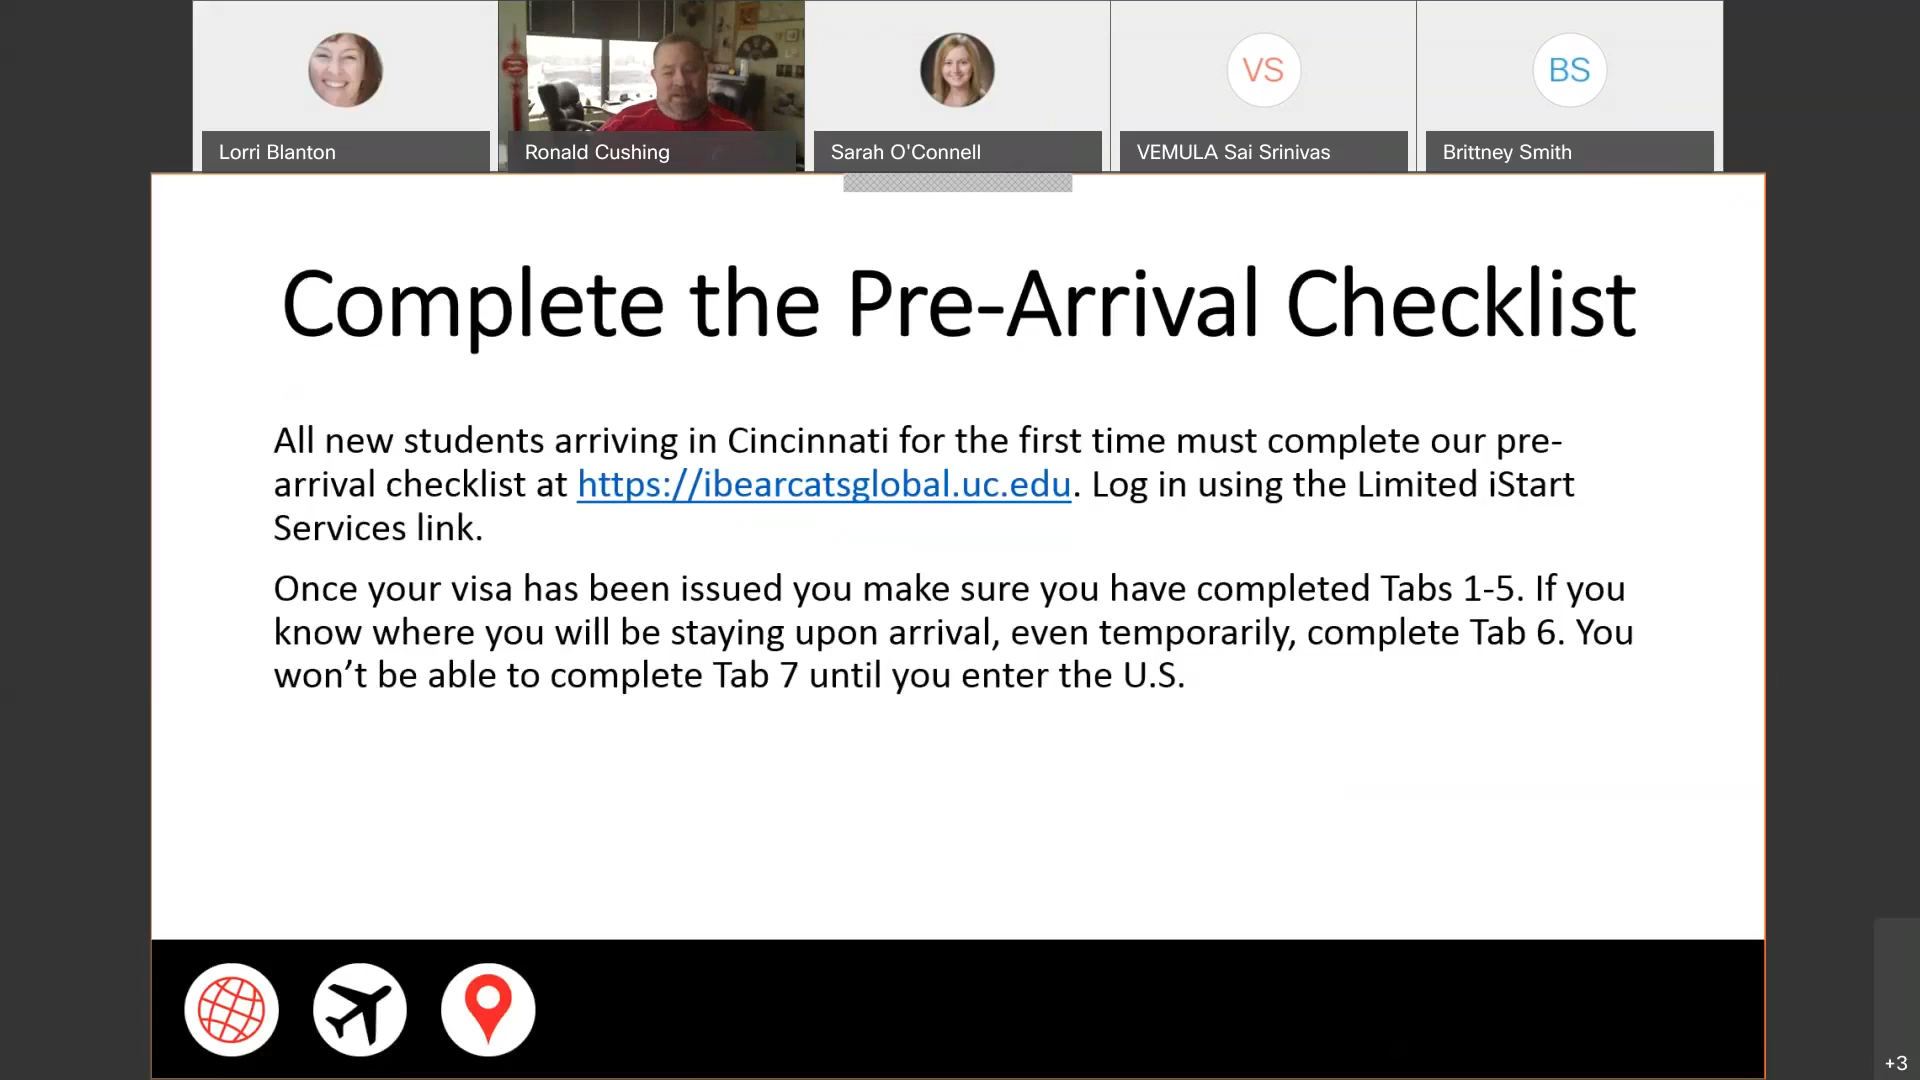 VS
BS
Lorri Blanton
Ronald Cushing
Sarah O'Connell
VEMULA Sai Srinivas
Brittney Smith
Complete the Pre-Arrival Checklist
All new students arriving in Cincinnati for the first time must complete our pre-
arrival checklist at https://ibearcatsglobal.uc.edu. Log in using the Limited iStart
Services link.
Once your visa has been issued you make sure you have completed Tabs 1-5. If you
know where you will be staying upon arrival, even temporarily, complete Tab 6. You
won’t be able to complete Tab 7 until you enter the U.S.
+3